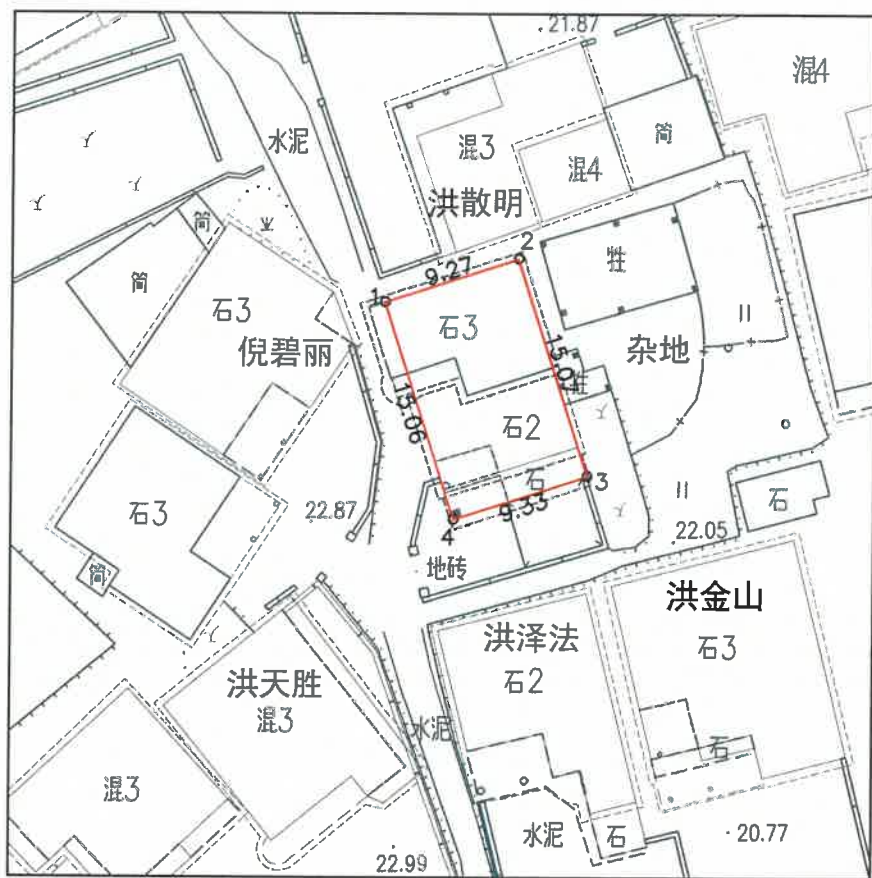 21.87
混4
水泥
混3
简
混4
洪散明
简
2
牲
9.27
简
石3
1
石3
倪碧丽
杂地
15.07
牲
15.06
石2
石
3
石3
22.87
9.33
4
石
22.05
地砖
简
洪金山
洪泽法
石3
石2
洪天胜
混3
水泥
石
混3
水泥
石
20.77
22.99